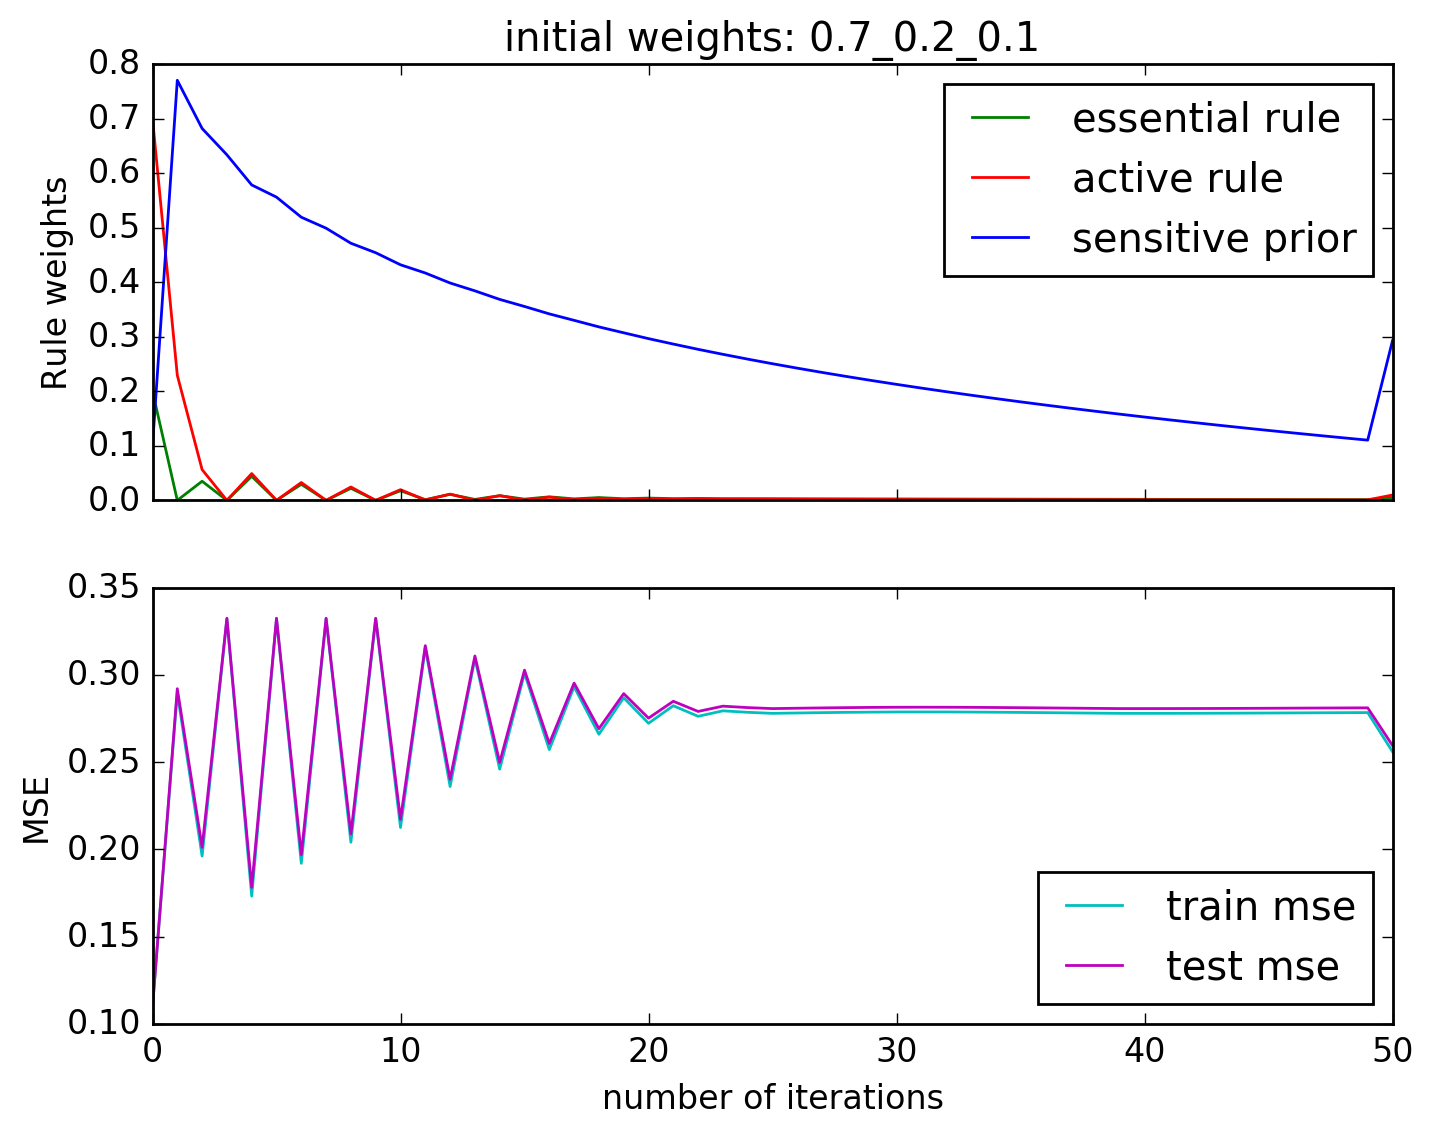 initial weights: 0.7_0.2_0.1
0.8
0.7
0.6
0.5
0.4
0.3
0.2
0.1
0.0
Rule weights
essential rule
active rule
sensitive prior
0.35
0.30
0.25
0.20
0.15
0.10
MSE
train mse
test mse
0 10 20 30 40 50
number of iterations